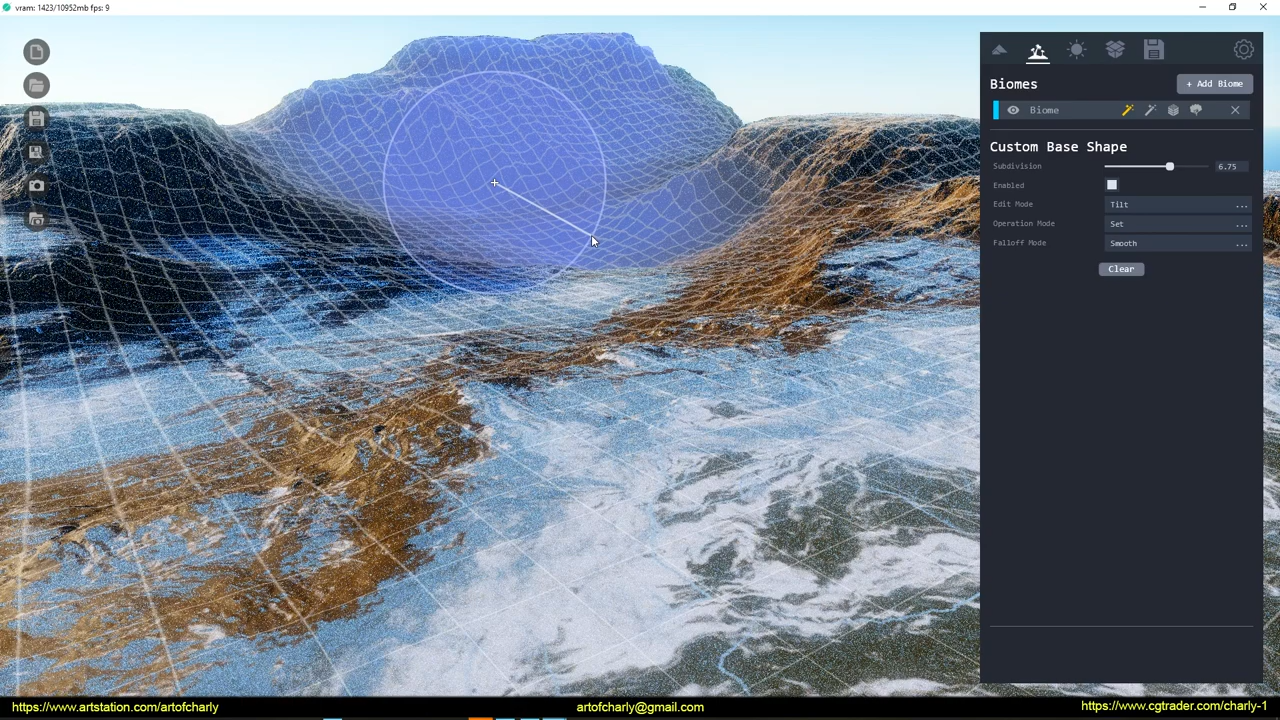 vram: 1423/10952mb fps: 9
Biomes
+ Add Biome
Biome
Custom Base Shape
Subdivision 6.75
Enabled
Edit Mode Tilt ...
Operation Mode Set ...
Falloff Mode Smooth ...
Clear
https://www.artstation.com/artofcharly artofcharly@gmail.com https://www.cgtrader.com/charly-1